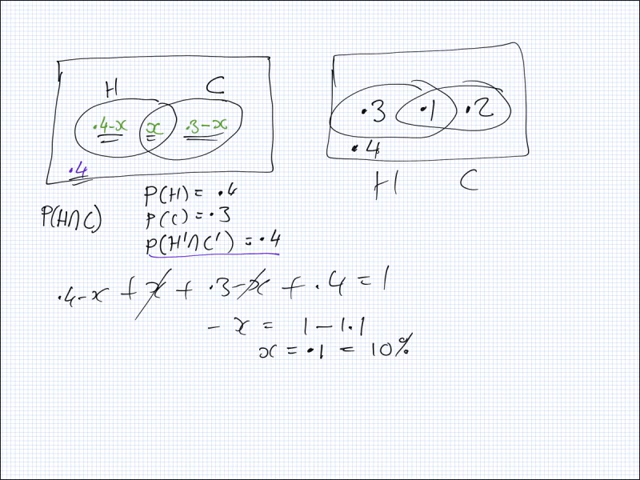 H C
.4-x x .3-x
.4
P(H) = .4
P(C) = .3
P(H'∩C') = .4
P(H∩C)
.3 .1 .2
.4
H C
.4-x + x + .3-x + .4 = 1
- x = 1 - 1.1
x = .1 = 10%